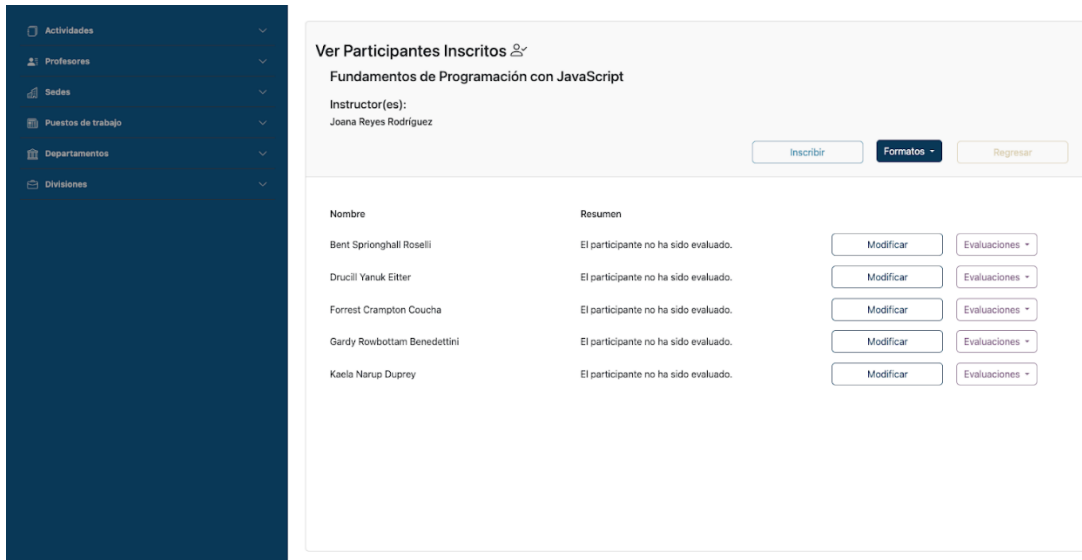 Actividades
Profesores
Sedes
Puestos de trabajo
Departamentos
Divisiones
Ver Participantes Inscritos
Fundamentos de Programación con JavaScript
Instructor(es):
Joana Reyes Rodríguez
Inscribir Formatos Regresar
Nombre Resumen
Bent Sprionghall Roselli El participante no ha sido evaluado. Modificar Evaluaciones
Drucill Yanuk Eitter El participante no ha sido evaluado. Modificar Evaluaciones
Forrest Crampton Coucha El participante no ha sido evaluado. Modificar Evaluaciones
Gardy Rowbottam Benedettini El participante no ha sido evaluado. Modificar Evaluaciones
Kaela Narup Duprey El participante no ha sido evaluado. Modificar Evaluaciones